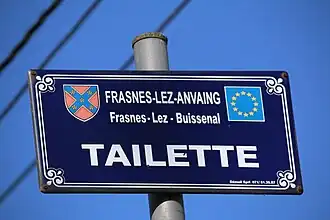 FRASNES-LEZ-ANVAING
Frasnes - Lez - Buissenal
TAILETTE